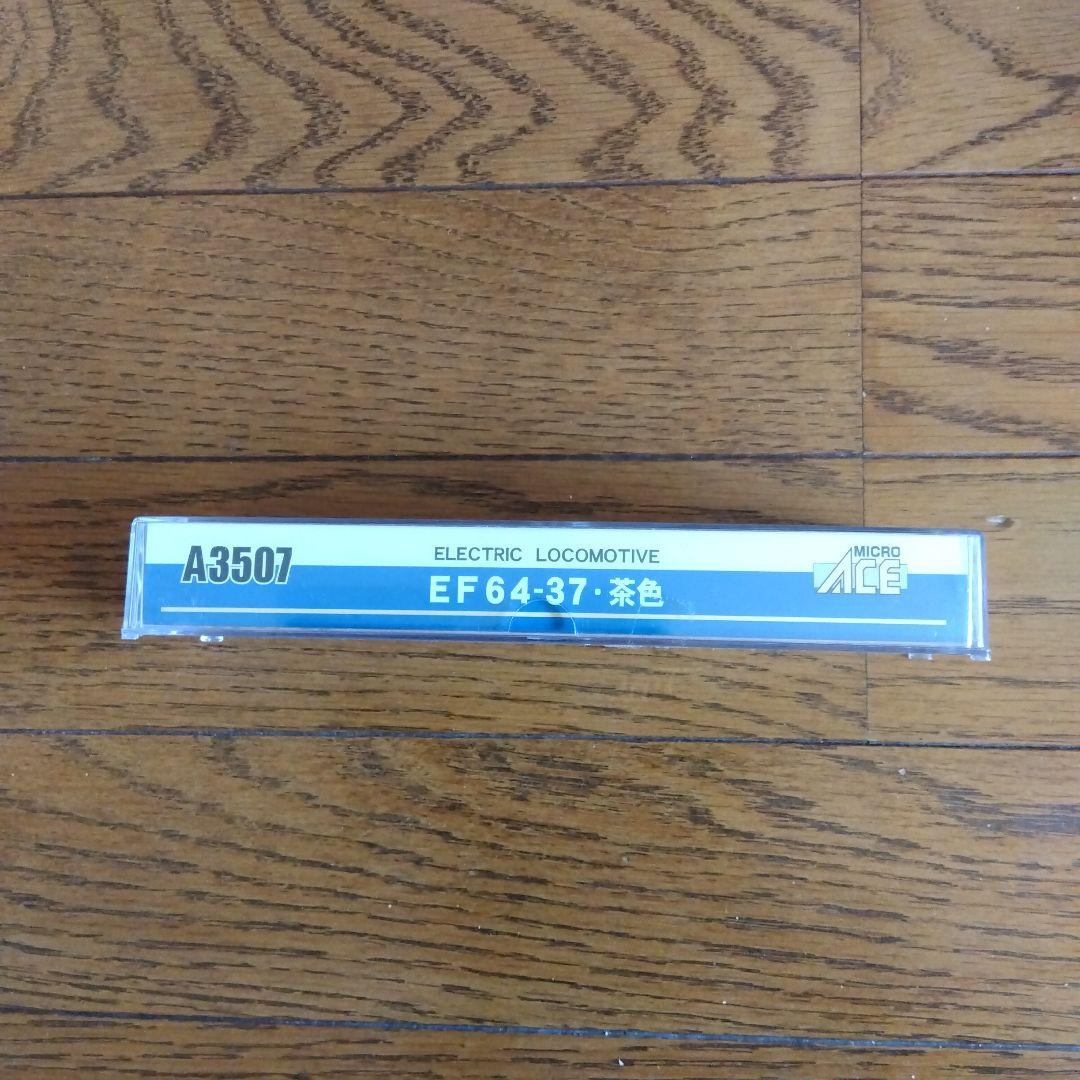 A3507
ELECTRIC LOCOMOTIVE
EF64-37・茶色
MICRO
ACE